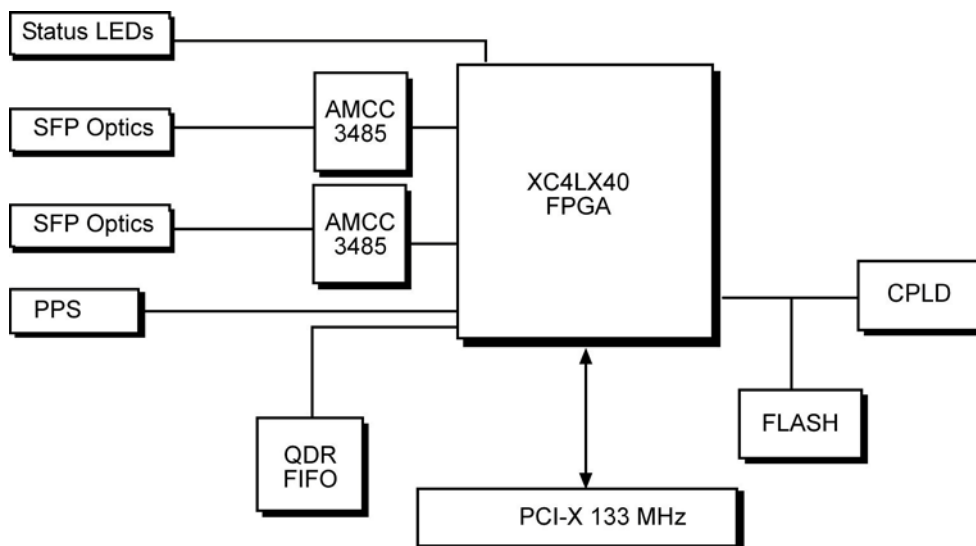 Status LEDs
SFP Optics
AMCC
3485
XC4LX40
FPGA
SFP Optics
AMCC
3485
PPS
CPLD
FLASH
QDR
FIFO
PCI-X 133 MHz